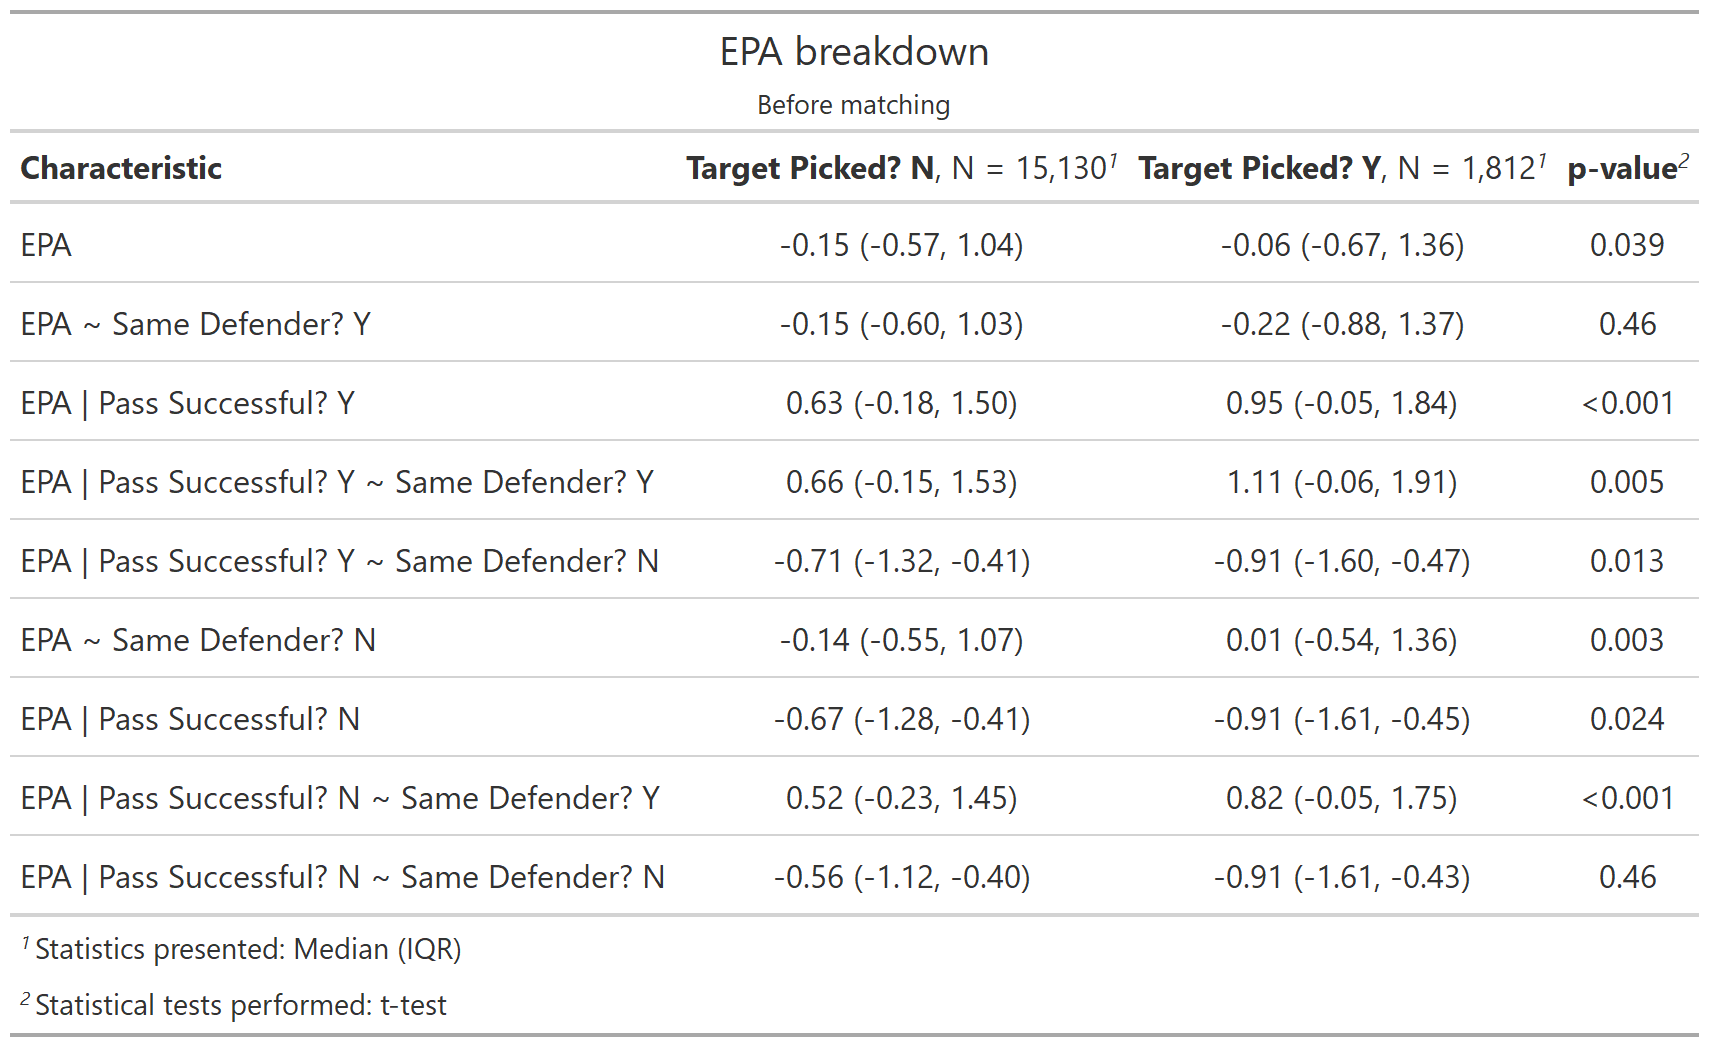 EPA breakdown
Before matching
Characteristic Target Picked? N, N = 15,130¹ Target Picked? Y, N = 1,812¹ p-value²
EPA -0.15 (-0.57, 1.04) -0.06 (-0.67, 1.36) 0.039
EPA ~ Same Defender? Y -0.15 (-0.60, 1.03) -0.22 (-0.88, 1.37) 0.46
EPA | Pass Successful? Y 0.63 (-0.18, 1.50) 0.95 (-0.05, 1.84) <0.001
EPA | Pass Successful? Y ~ Same Defender? Y 0.66 (-0.15, 1.53) 1.11 (-0.06, 1.91) 0.005
EPA | Pass Successful? Y ~ Same Defender? N -0.71 (-1.32, -0.41) -0.91 (-1.60, -0.47) 0.013
EPA ~ Same Defender? N -0.14 (-0.55, 1.07) 0.01 (-0.54, 1.36) 0.003
EPA | Pass Successful? N -0.67 (-1.28, -0.41) -0.91 (-1.61, -0.45) 0.024
EPA | Pass Successful? N ~ Same Defender? Y 0.52 (-0.23, 1.45) 0.82 (-0.05, 1.75) <0.001
EPA | Pass Successful? N ~ Same Defender? N -0.56 (-1.12, -0.40) -0.91 (-1.61, -0.43) 0.46
¹ Statistics presented: Median (IQR)
² Statistical tests performed: t-test